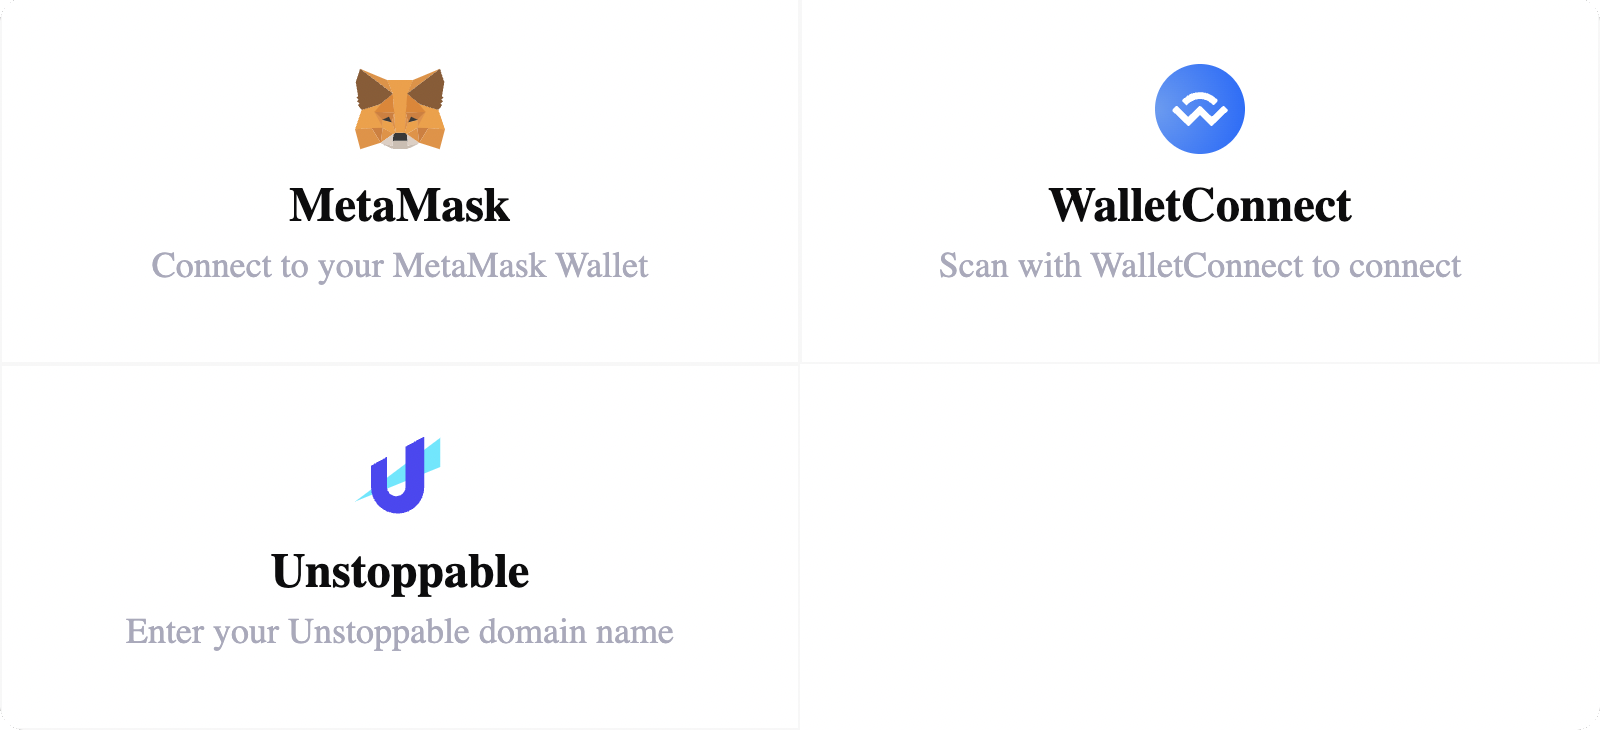 MetaMask
Connect to your MetaMask Wallet
WalletConnect
Scan with WalletConnect to connect
Unstoppable
Enter your Unstoppable domain name